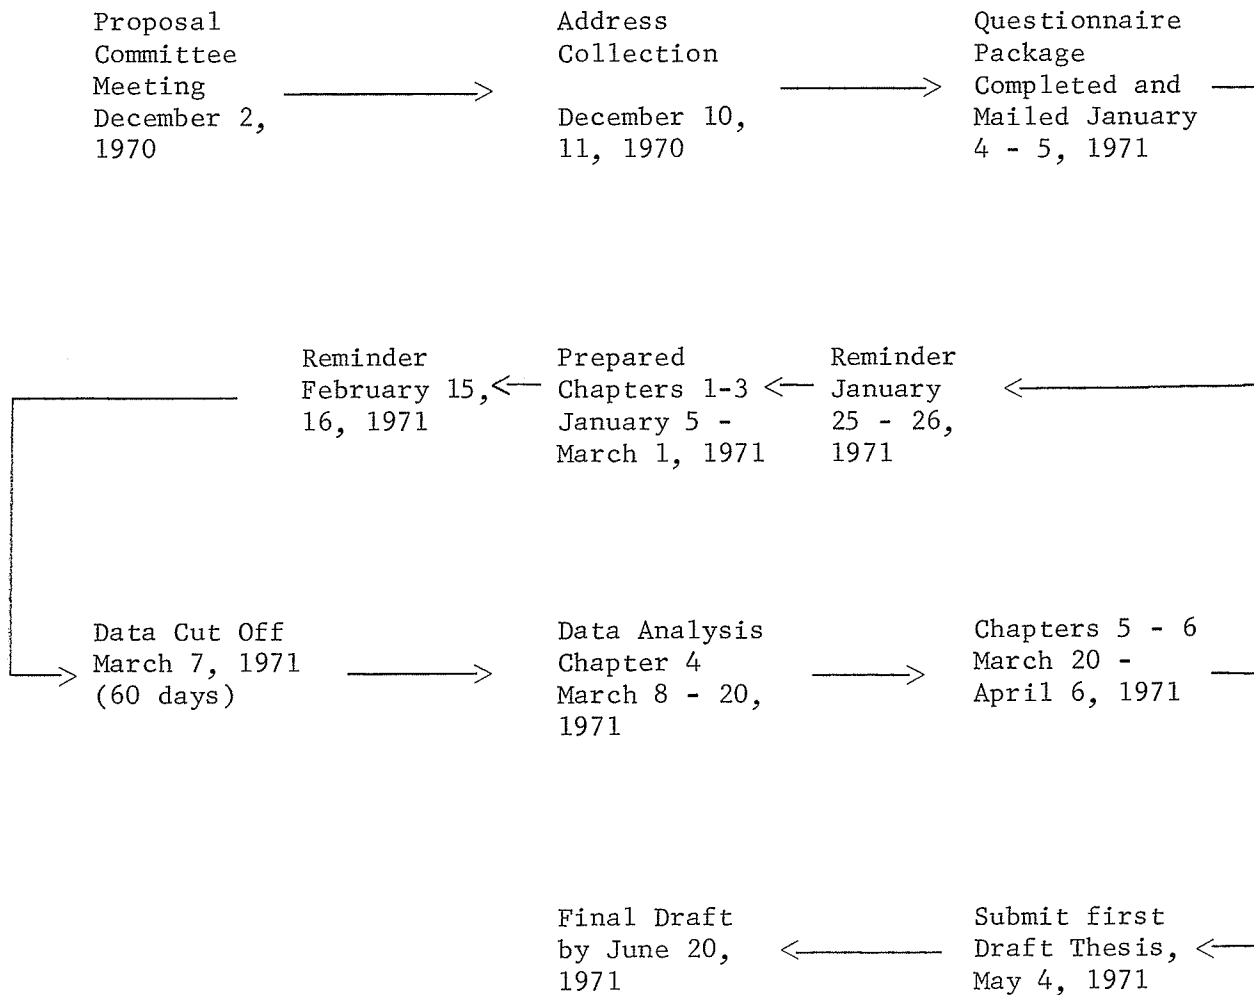 Proposal
Committee
Meeting
December 2,
1970
Address
Collection
December 10,
11, 1970
Questionnaire
Package
Completed and
Mailed January
4 - 5, 1971
Reminder
January
25 - 26,
1971
Prepared
Chapters 1-3
January 5 -
March 1, 1971
Reminder
February 15,
16, 1971
Data Cut Off
March 7, 1971
(60 days)
Data Analysis
Chapter 4
March 8 - 20,
1971
Chapters 5 - 6
March 20 -
April 6, 1971
Submit first
Draft Thesis,
May 4, 1971
Final Draft
by June 20,
1971